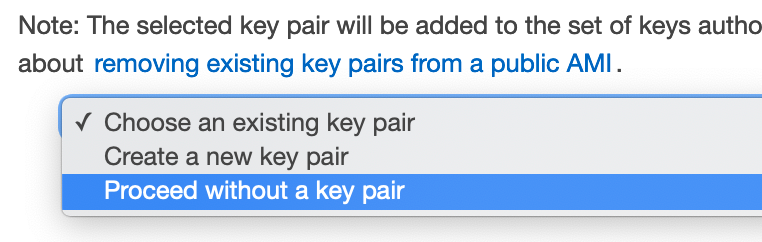 Note: The selected key pair will be added to the set of keys autho
about removing existing key pairs from a public AMI.
✓ Choose an existing key pair
Create a new key pair
Proceed without a key pair